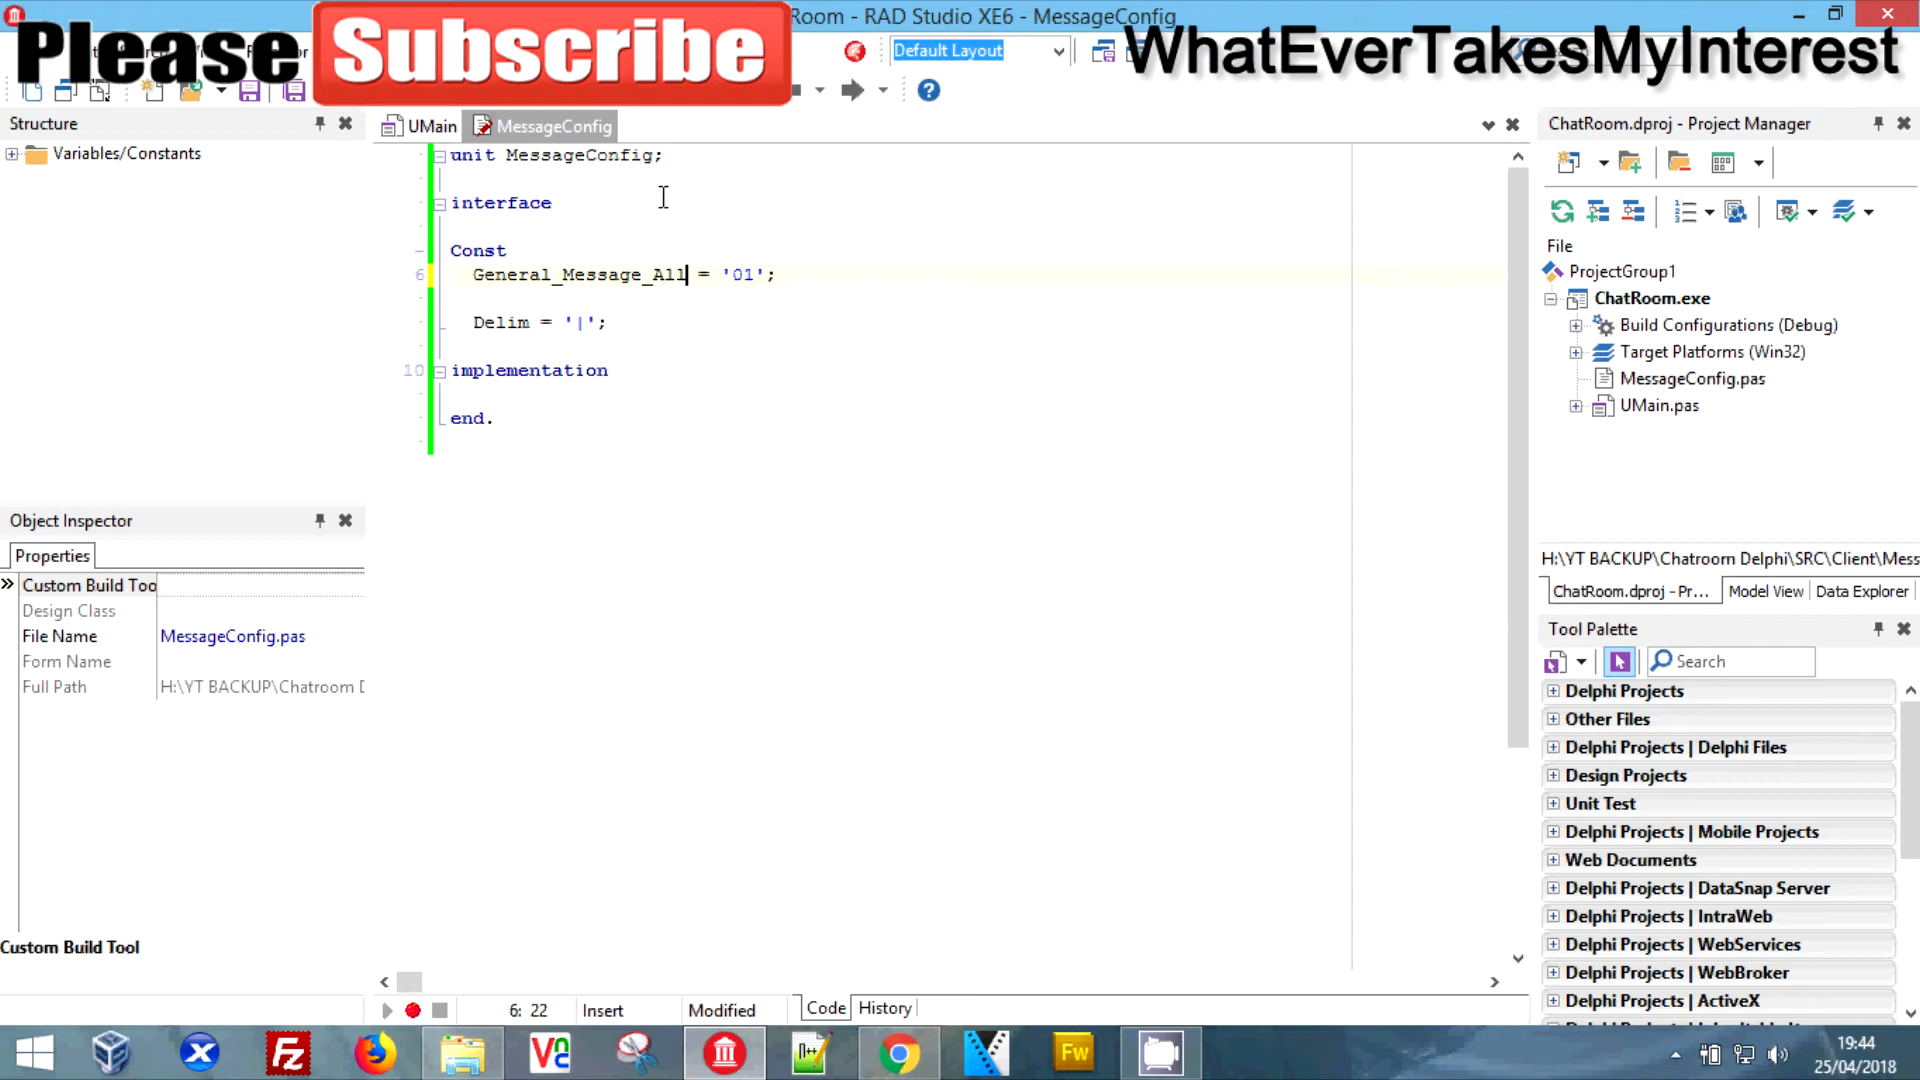 Please Subscribe
WhatEverTakesMyInterest
Room - RAD Studio XE6 - MessageConfig
Default Layout
Structure
Variables/Constants
UMain
MessageConfig
unit MessageConfig;
interface
Const
6
General_Message_All = '01';
Delim = '|';
10
implementation
end.
Object Inspector
Properties
Custom Build Too
Design Class
File Name
MessageConfig.pas
Form Name
Full Path
H:\YT BACKUP\Chatroom D
Custom Build Tool
6: 22
Insert
Modified
Code
History
ChatRoom.dproj - Project Manager
File
ProjectGroup1
ChatRoom.exe
Build Configurations (Debug)
Target Platforms (Win32)
MessageConfig.pas
UMain.pas
H:\YT BACKUP\Chatroom Delphi\SRC\Client\Mess
ChatRoom.dproj - Pr...
Model View
Data Explorer
Tool Palette
Search
Delphi Projects
Other Files
Delphi Projects | Delphi Files
Design Projects
Unit Test
Delphi Projects | Mobile Projects
Web Documents
Delphi Projects | DataSnap Server
Delphi Projects | IntraWeb
Delphi Projects | WebServices
Delphi Projects | WebBroker
Delphi Projects | ActiveX
Fz
Fw
19:44
25/04/2018